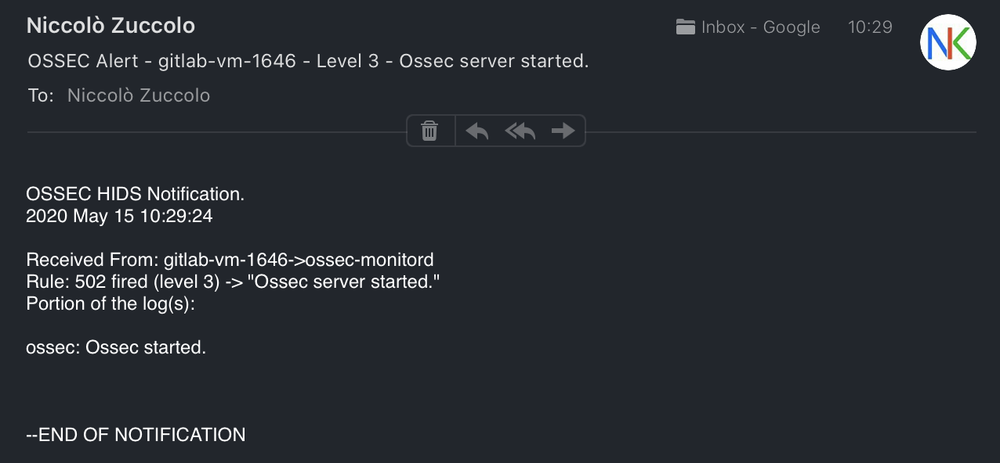 Niccolò Zuccolo
Inbox - Google 10:29
NK
OSSEC Alert - gitlab-vm-1646 - Level 3 - Ossec server started.
To: Niccolò Zuccolo
OSSEC HIDS Notification.
2020 May 15 10:29:24
Received From: gitlab-vm-1646->ossec-monitord
Rule: 502 fired (level 3) -> "Ossec server started."
Portion of the log(s):
ossec: Ossec started.
--END OF NOTIFICATION